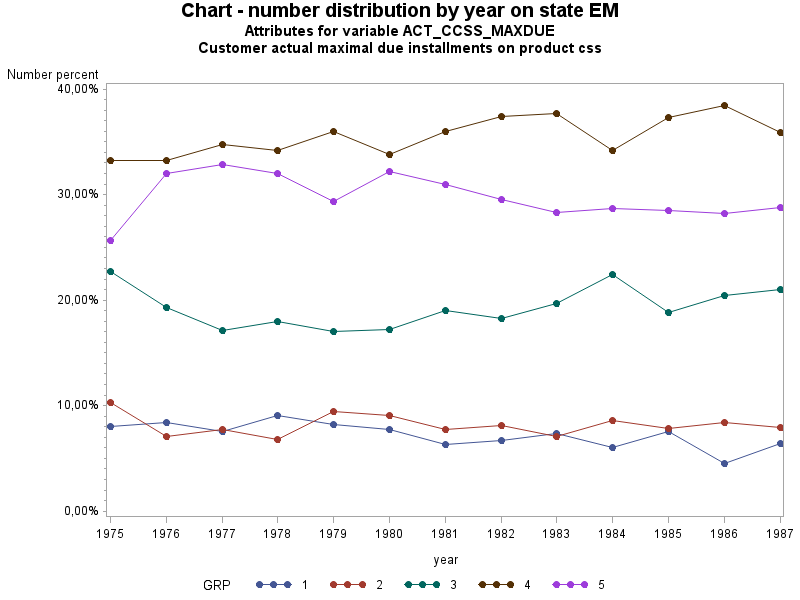 Chart - number distribution by year on state EM
Attributes for variable ACT_CCSS_MAXDUE
Customer actual maximal due installments on product css
Number percent
40,00%
30,00%
20,00%
10,00%
0,00%
1975 1976 1977 1978 1979 1980 1981 1982 1983 1984 1985 1986 1987
year
GRP 1 2 3 4 5